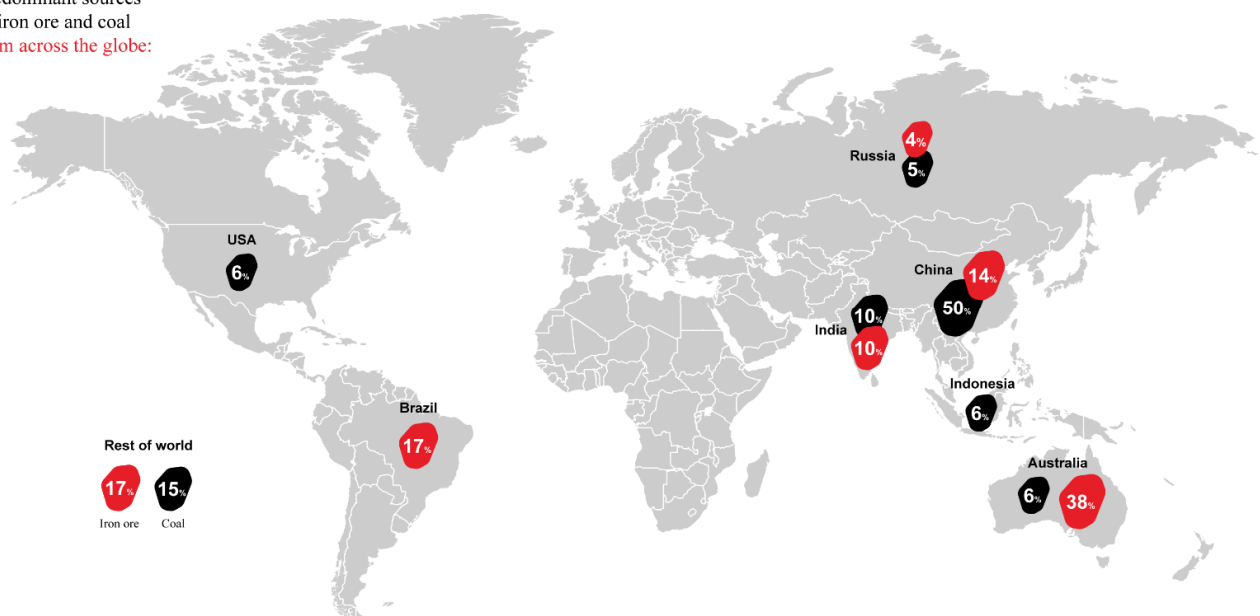 iron ore and coal
across the globe:
Russia
4%
5%
USA
6%
China
14%
50%
India
10%
10%
Indonesia
6%
Brazil
17%
Rest of world
17%
15%
Iron ore
Coal
Australia
6%
38%